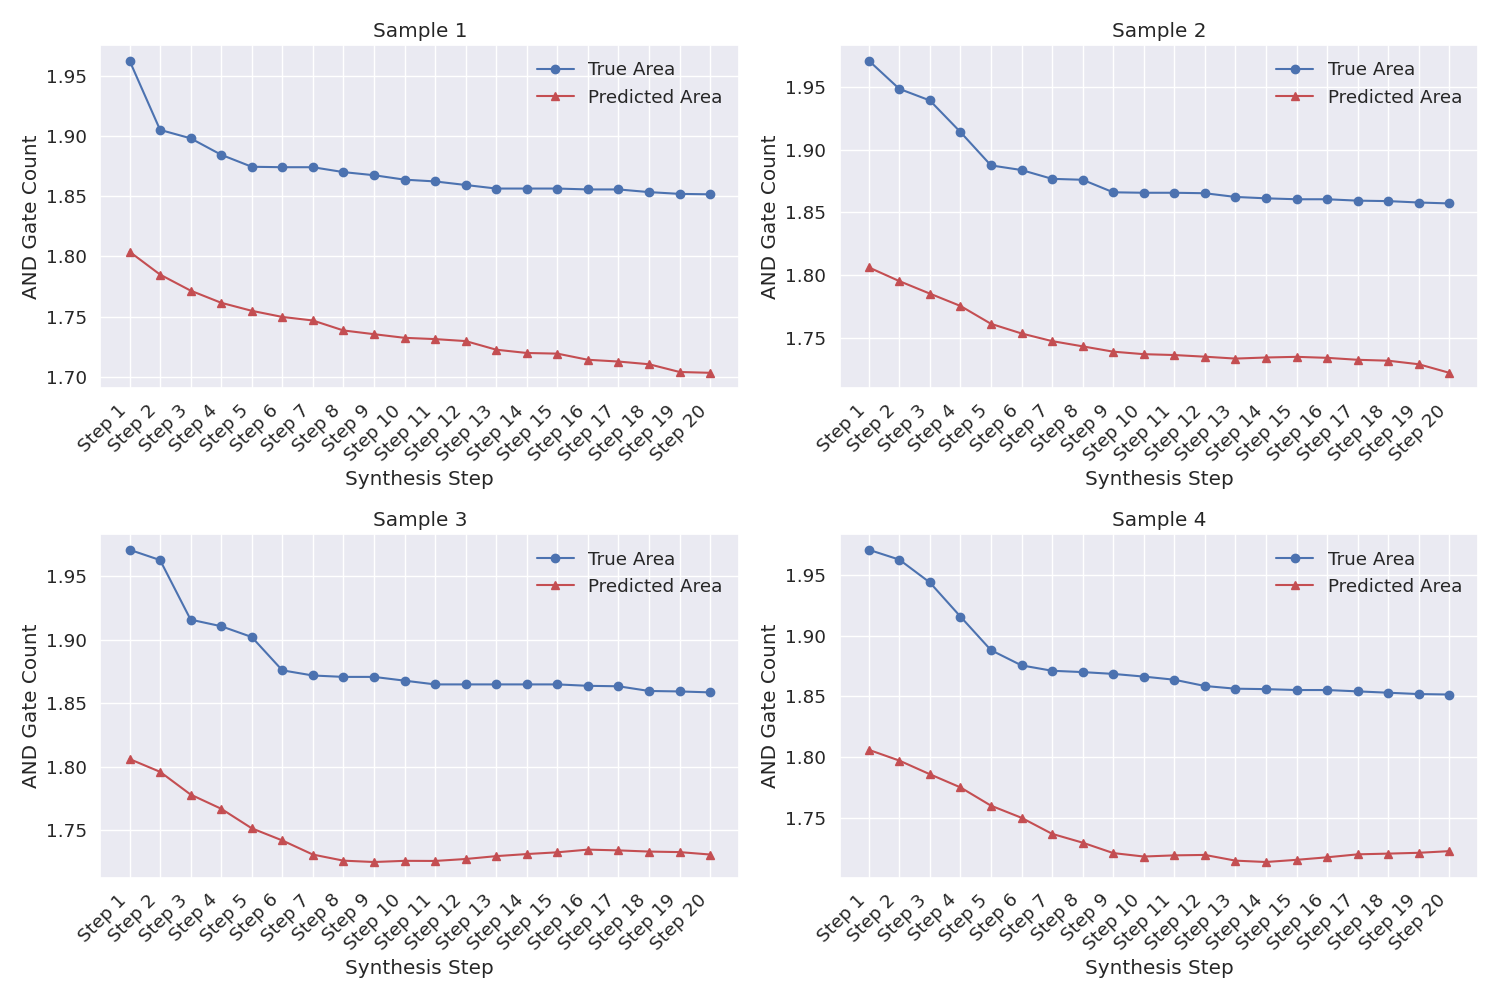 Sample 1
AND Gate Count
1.95
1.90
1.85
1.80
1.75
1.70
True Area
Predicted Area
Step 1
Step 2
Step 3
Step 4
Step 5
Step 6
Step 7
Step 8
Step 9
Step 10
Step 11
Step 12
Step 13
Step 14
Step 15
Step 16
Step 17
Step 18
Step 19
Step 20
Synthesis Step
Sample 2
AND Gate Count
1.95
1.90
1.85
1.80
1.75
True Area
Predicted Area
Step 1
Step 2
Step 3
Step 4
Step 5
Step 6
Step 7
Step 8
Step 9
Step 10
Step 11
Step 12
Step 13
Step 14
Step 15
Step 16
Step 17
Step 18
Step 19
Step 20
Synthesis Step
Sample 3
AND Gate Count
1.95
1.90
1.85
1.80
1.75
True Area
Predicted Area
Step 1
Step 2
Step 3
Step 4
Step 5
Step 6
Step 7
Step 8
Step 9
Step 10
Step 11
Step 12
Step 13
Step 14
Step 15
Step 16
Step 17
Step 18
Step 19
Step 20
Synthesis Step
Sample 4
AND Gate Count
1.95
1.90
1.85
1.80
1.75
True Area
Predicted Area
Step 1
Step 2
Step 3
Step 4
Step 5
Step 6
Step 7
Step 8
Step 9
Step 10
Step 11
Step 12
Step 13
Step 14
Step 15
Step 16
Step 17
Step 18
Step 19
Step 20
Synthesis Step